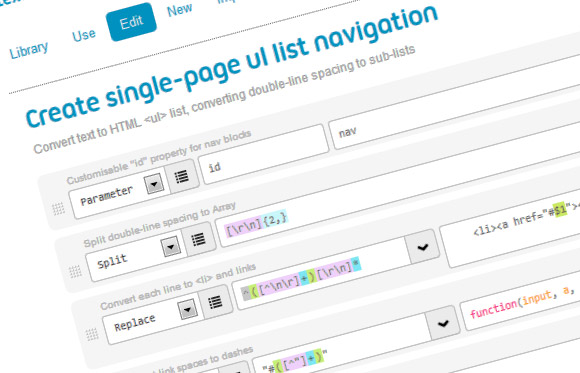 Library Use Edit New
Create single-page ul list navigation
Convert text to HTML <ul> list, converting double-line spacing to sub-lists
Customisable "id" property for nav blocks
Parameter id nav
Split double-line spacing to Array
Split [\r\n]{2,}
Convert each line to <li> and links
Replace ^([^\n\r]+)[\r\n]* <li><a href="#$1"><
link spaces to dashes
"#([^"]+)" function(input, a,